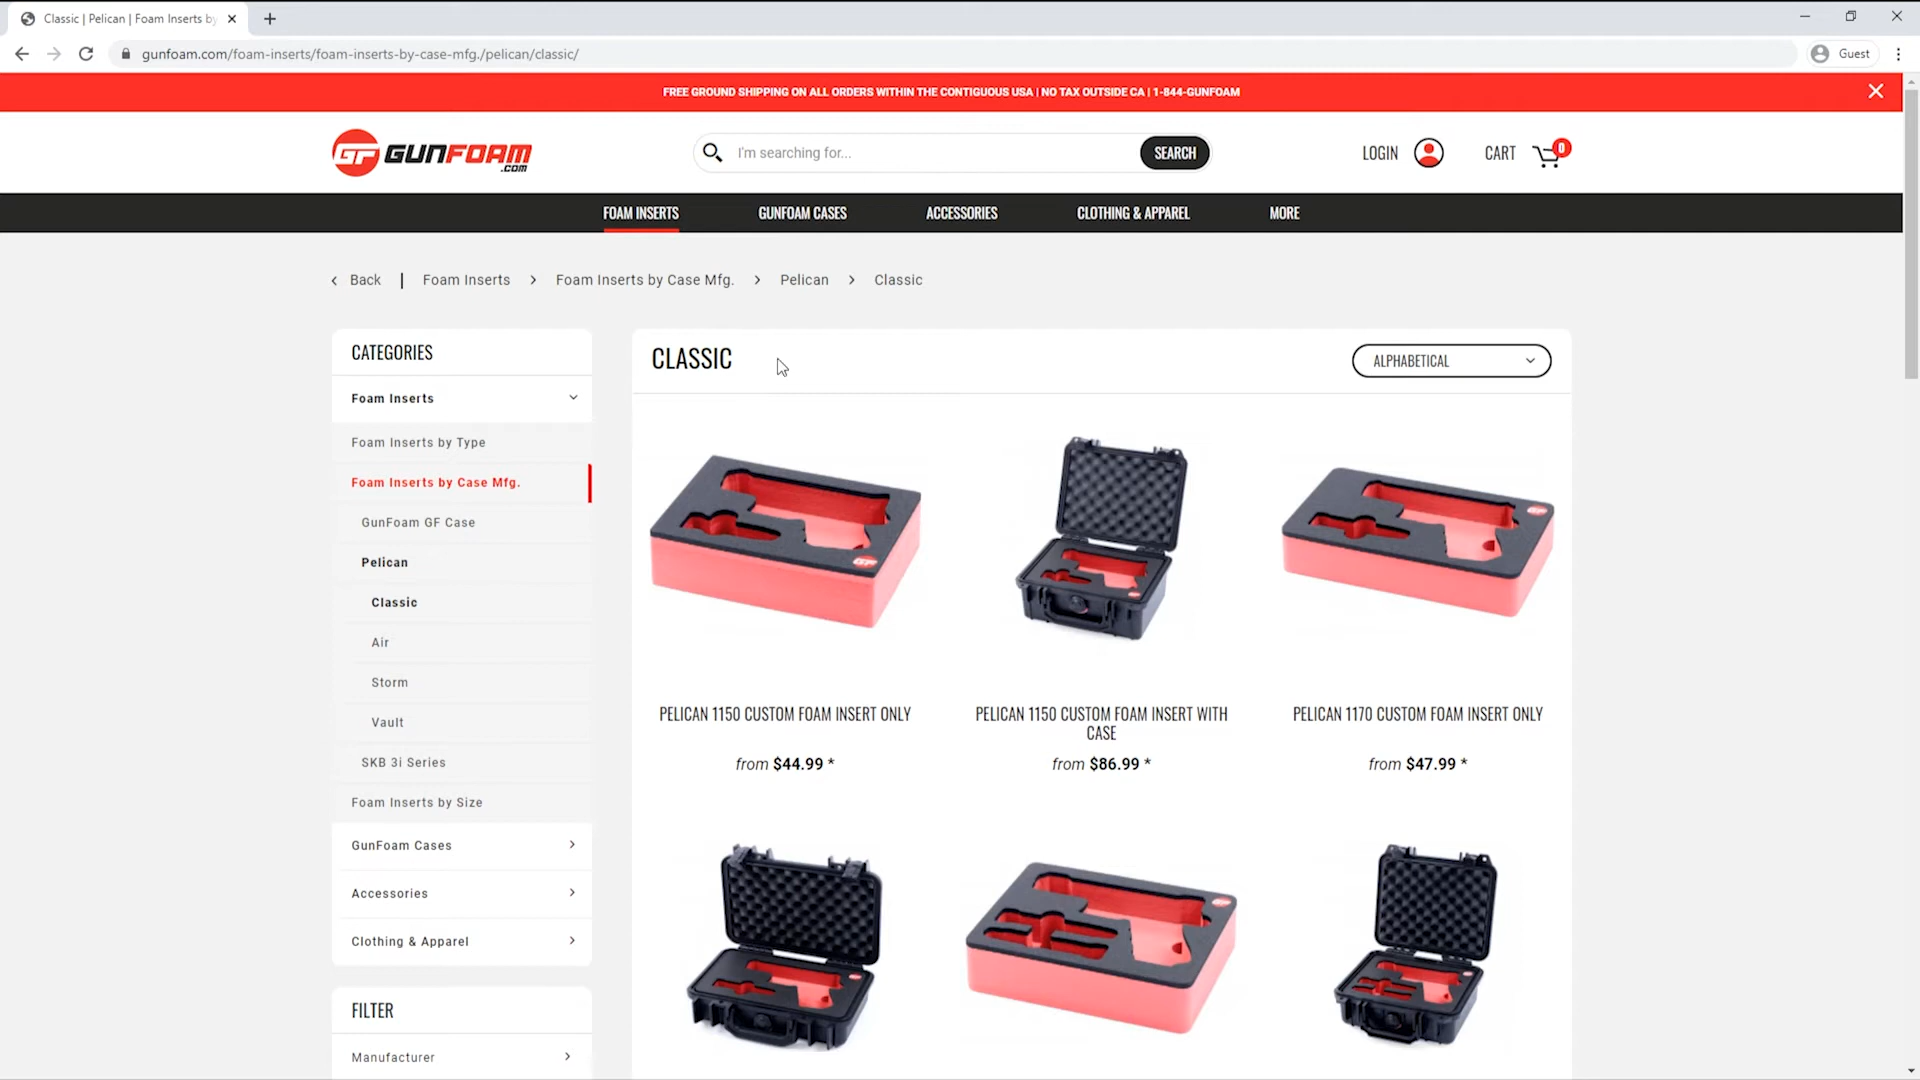 Classic | Pelican | Foam Inserts by
gunfoam.com/foam-inserts/foam-inserts-by-case-mfg./pelican/classic/
Guest
FREE GROUND SHIPPING ON ALL ORDERS WITHIN THE CONTIGUOUS USA | NO TAX OUTSIDE CA | 1-844-GUNFOAM
GF GUNFOAM
.COM
I'm searching for...
SEARCH
LOGIN
CART
0
FOAM INSERTS
GUNFOAM CASES
ACCESSORIES
CLOTHING & APPAREL
MORE
Back | Foam Inserts > Foam Inserts by Case Mfg. > Pelican > Classic
CATEGORIES
Foam Inserts
Foam Inserts by Type
Foam Inserts by Case Mfg.
GunFoam GF Case
Pelican
Classic
Air
Storm
Vault
SKB 3i Series
Foam Inserts by Size
GunFoam Cases
Accessories
Clothing & Apparel
FILTER
Manufacturer
CLASSIC
ALPHABETICAL
PELICAN 1150 CUSTOM FOAM INSERT ONLY
from $44.99 *
PELICAN 1150 CUSTOM FOAM INSERT WITH
CASE
from $86.99 *
PELICAN 1170 CUSTOM FOAM INSERT ONLY
from $47.99 *